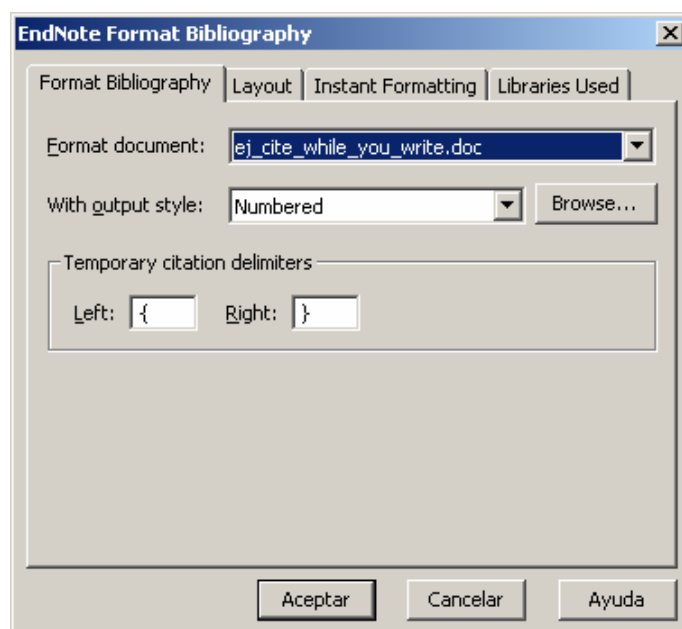 EndNote Format Bibliography
Format Bibliography Layout Instant Formatting Libraries Used
Format document: ej_cite_while_you_write.doc
With output style: Numbered Browse...
Temporary citation delimiters
Left: { Right: }
Aceptar Cancelar Ayuda